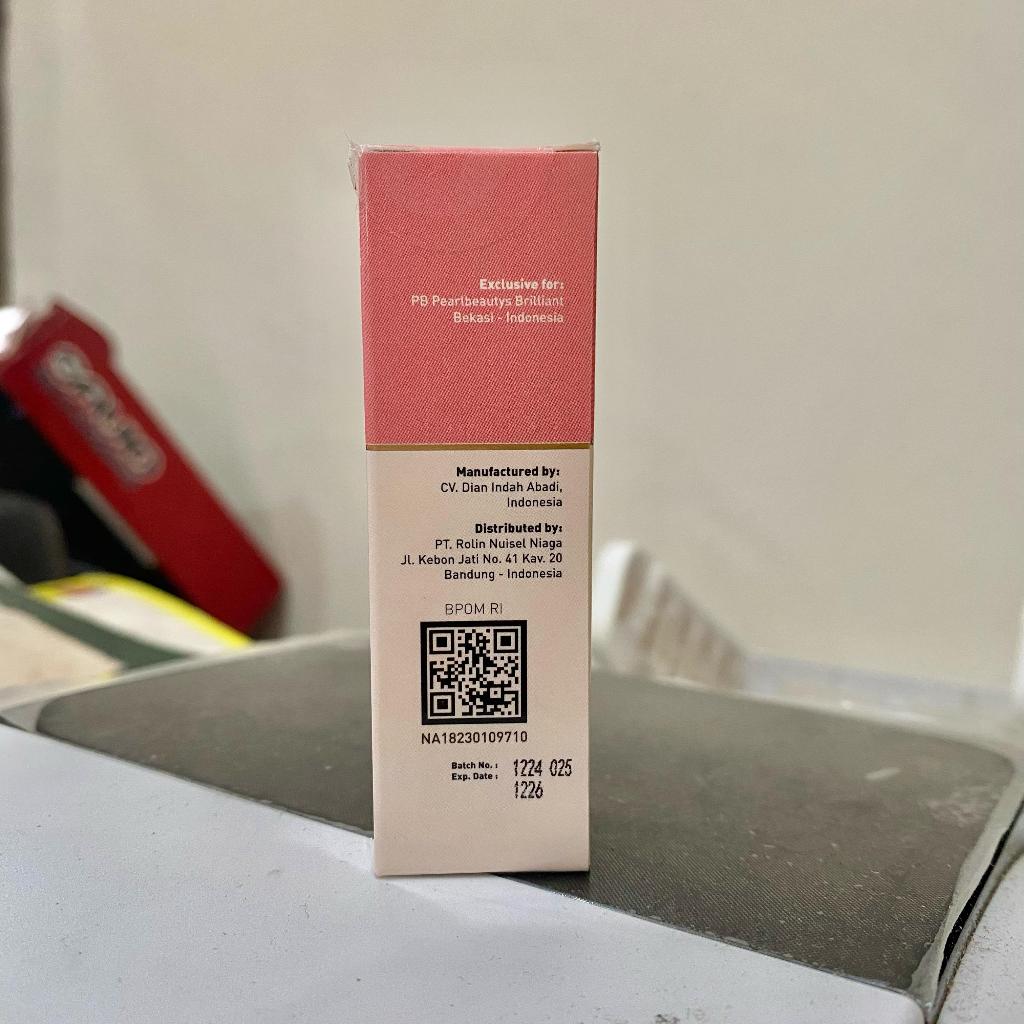 Exclusive for:
PB Pearlbeautys Brilliant
Bekasi - Indonesia
Manufactured by:
CV. Dian Indah Abadi,
Indonesia
Distributed by:
PT. Rolin Nuisel Niaga
Jl. Kebon Jati No. 41 Kav. 20
Bandung - Indonesia
BPOM RI
NA18230109710
Batch No. : 1224 025
Exp. Date : 1226